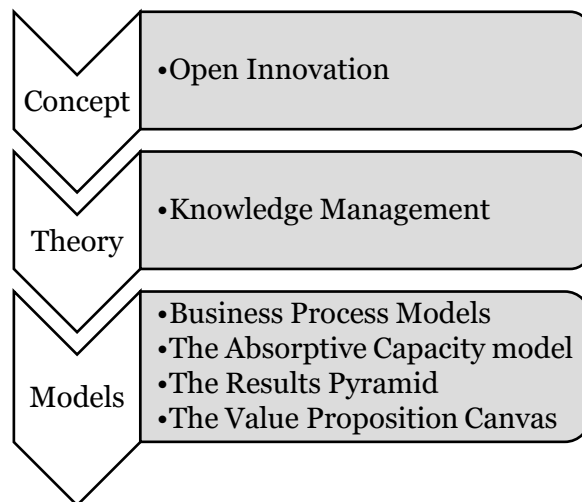 Concept
•Open Innovation
Theory
•Knowledge Management
Models
•Business Process Models
•The Absorptive Capacity model
•The Results Pyramid
•The Value Proposition Canvas